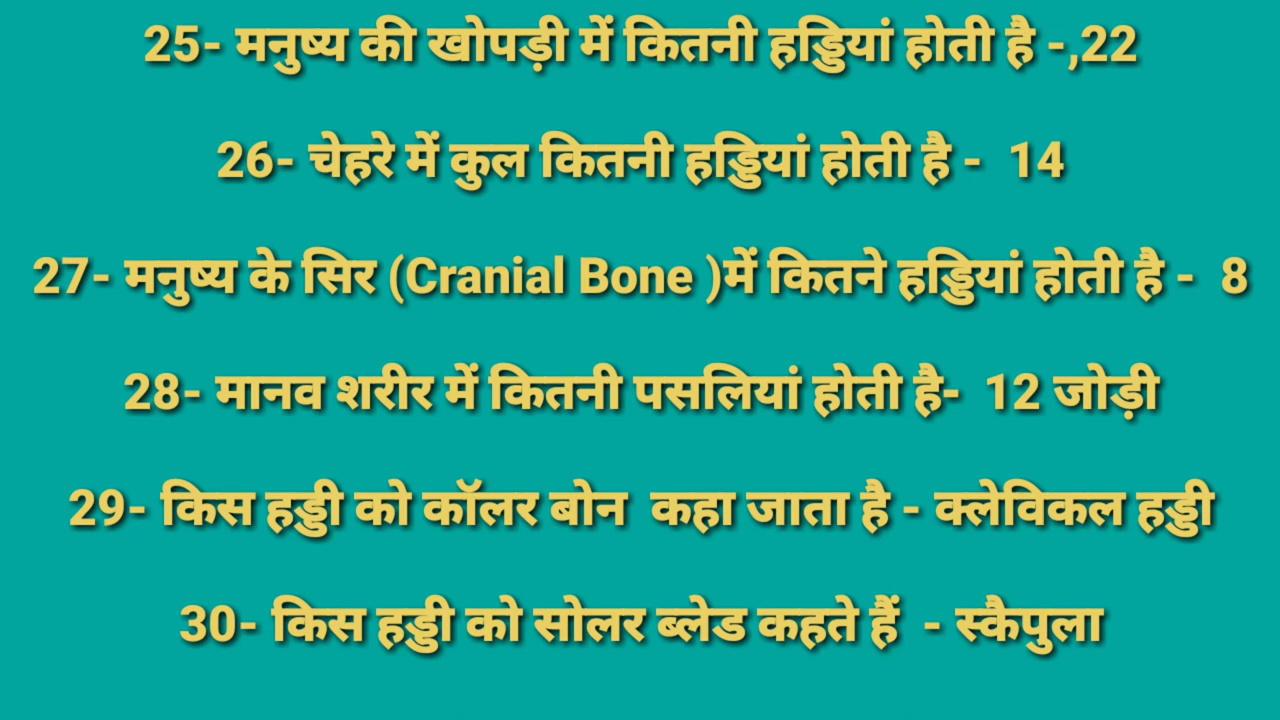 25- मनुष्य की खोपड़ी में कितनी हड्डियां होती है -,22
26- चेहरे में कुल कितनी हड्डियां होती है - 14
27- मनुष्य के सिर (Cranial Bone )में कितने हड्डियां होती है - 8
28- मानव शरीर में कितनी पसलियां होती है- 12 जोड़ी
29- किस हड्डी को कॉलर बोन कहा जाता है - क्लेविकल हड्डी
30- किस हड्डी को सोलर ब्लेड कहते हैं - स्कैपुला